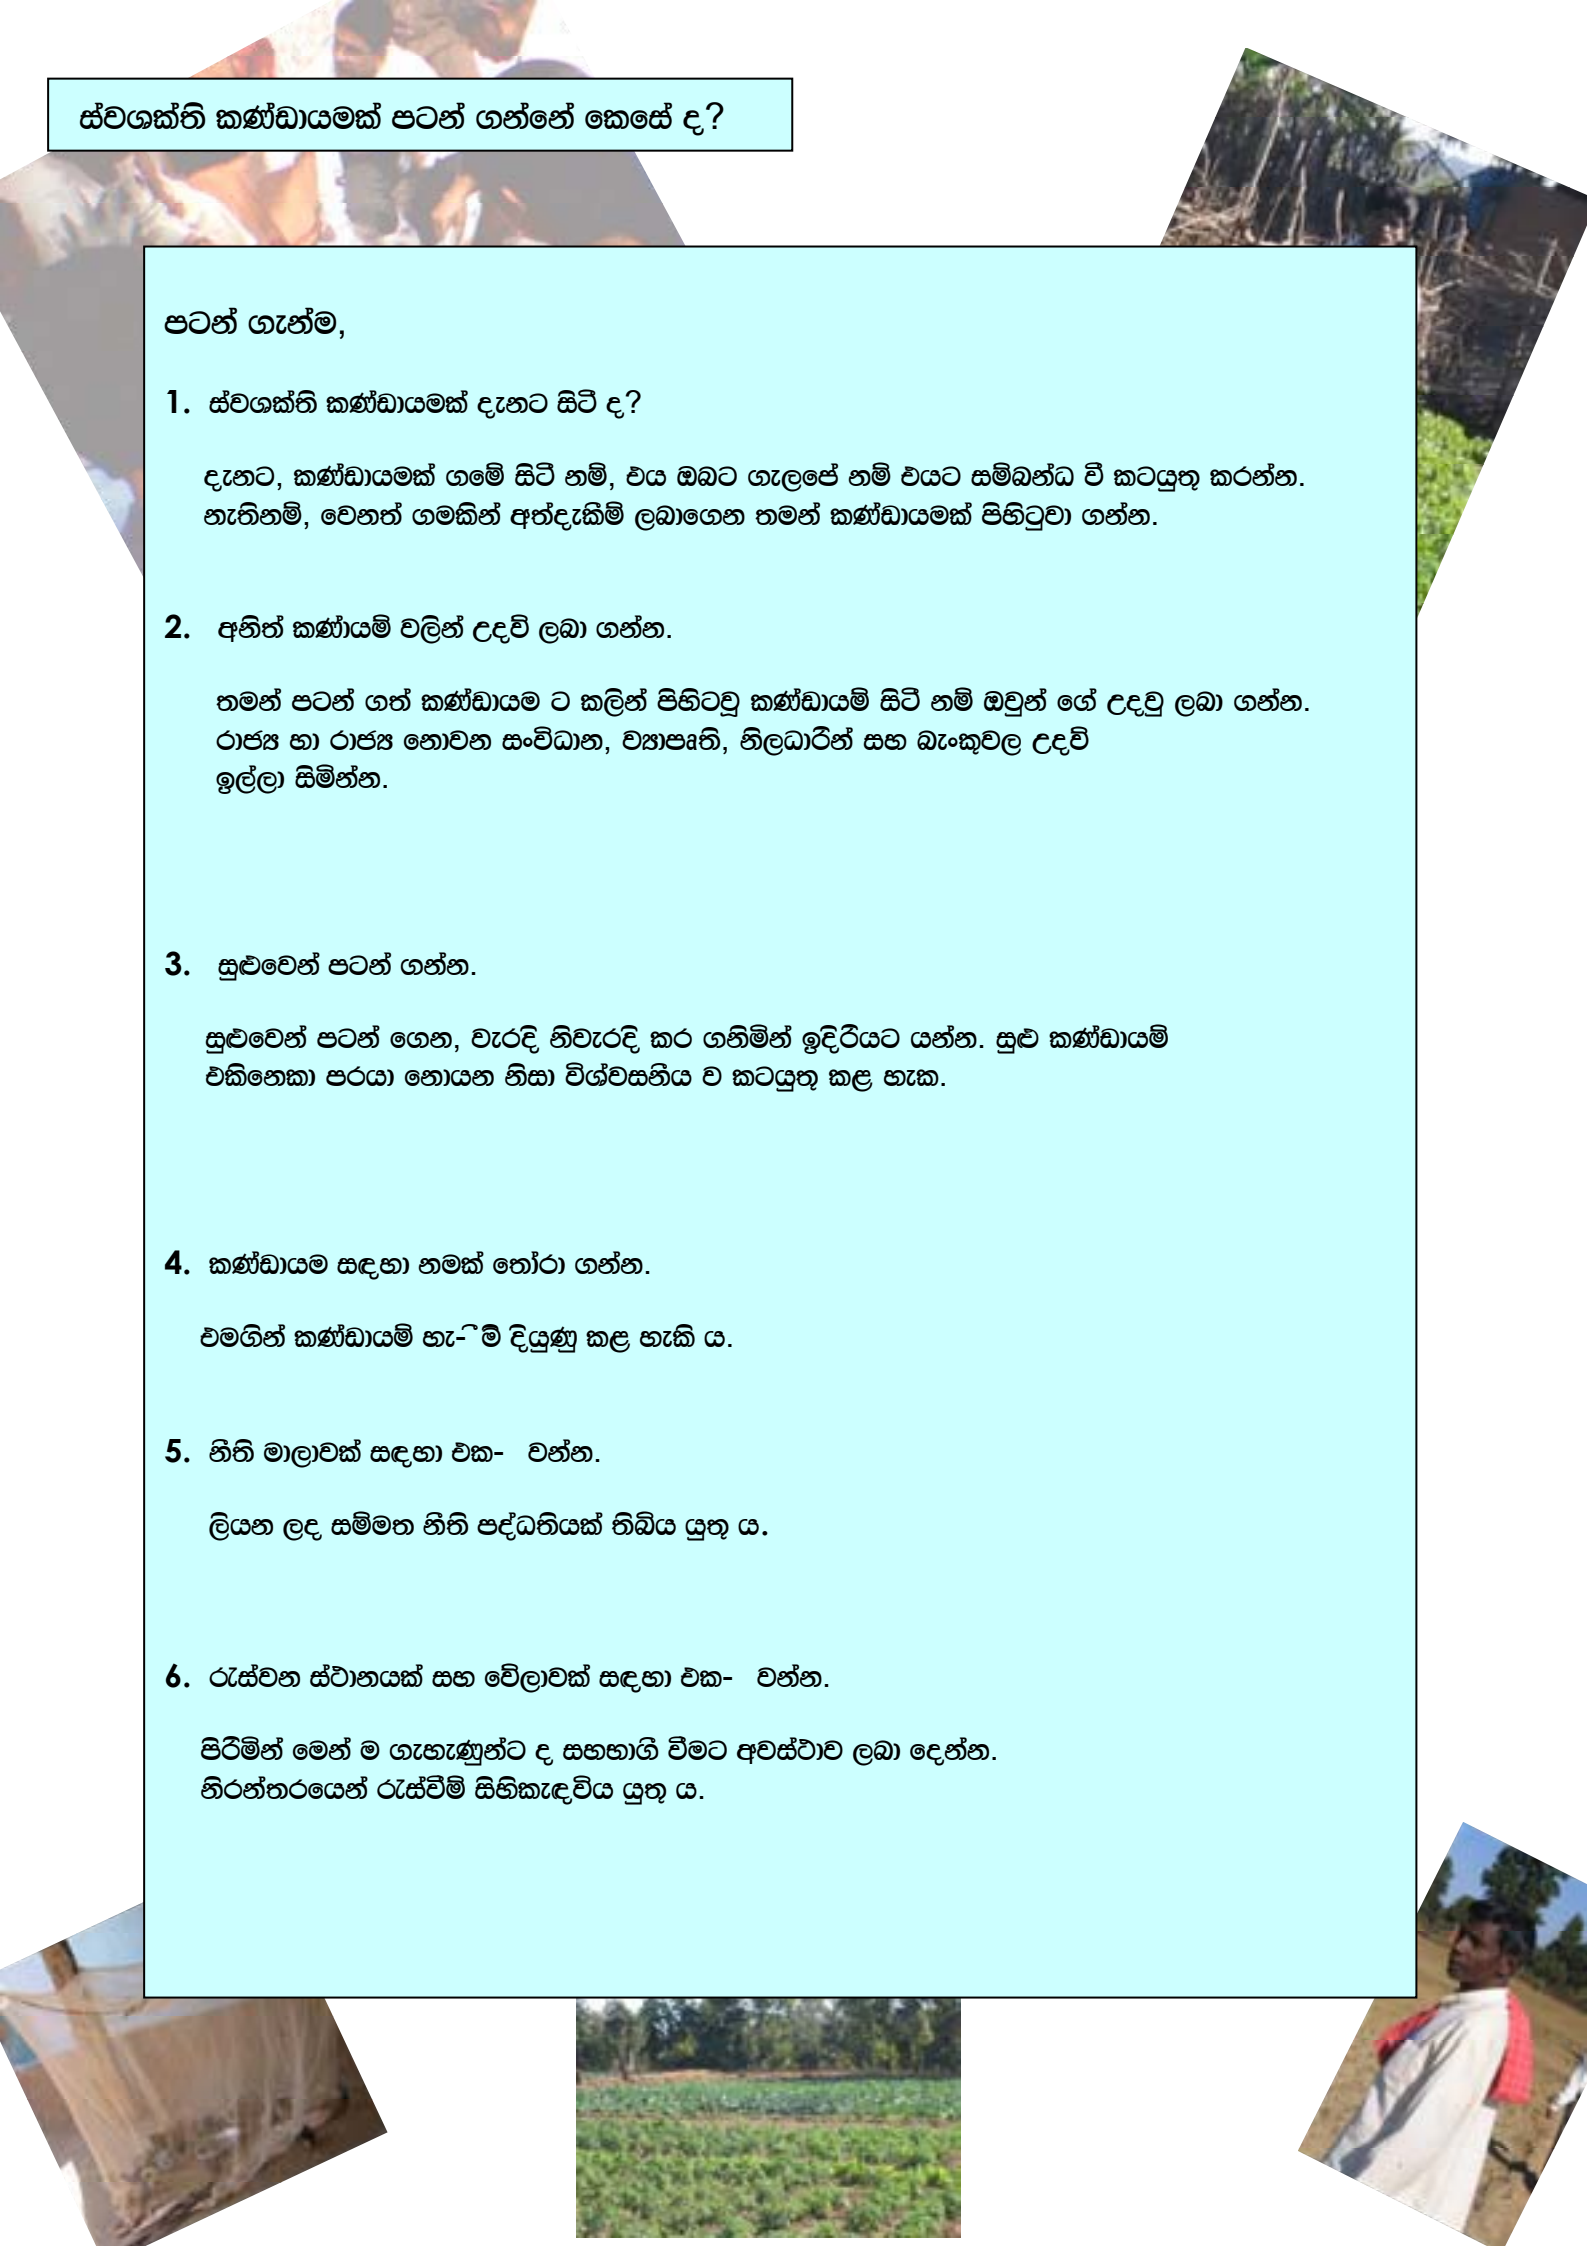 ස්වශක්ති කණ්ඩායමක් පටන් ගන්නේ කෙසේ ද?
පටන් ගැන්ම,
1. ස්වශක්ති කණ්ඩායමක් දැනට සිටී ද?
දැනට, කණ්ඩායමක් ගමේ සිටී නම්, එය ඔබට ගැලපේ නම් එයට සම්බන්ධ වී කටයුතු කරන්න.
නැතිනම්, වෙනත් ගමකින් අත්දැකීම් ලබාගෙන තමන් කණ්ඩායමක් පිහිටුවා ගන්න.
2. අනිත් කණ්ායම් වලින් උදව් ලබා ගන්න.
තමන් පටන් ගත් කණ්ඩායම ට කලින් පිහිටවූ කණ්ඩායම් සිටී නම් ඔවුන් ගේ උදවු ලබා ගන්න.
රාජ්‍ය හා රාජ්‍ය නොවන සංවිධාන, ව්‍යාපෘති, නිලධාරීන් සහ බැංකුවල උදව්
ඉල්ලා සිමින්න.
3. සුළුවෙන් පටන් ගන්න.
සුළුවෙන් පටන් ගෙන, වැරදි නිවැරදි කර ගනිමින් ඉදිරියට යන්න. සුළු කණ්ඩායම්
එකිනෙකා පරයා නොයන නිසා විශ්වසනීය ව කටයුතු කළ හැක.
4. කණ්ඩායම සඳහා නමක් තෝරා ගන්න.
එමගින් කණ්ඩායම් හැ- ීම් දියුණු කළ හැකි ය.
5. නීති මාලාවක් සඳහා එක- වන්න.
ලියන ලද සම්මත නීති පද්ධතියක් තිබිය යුතු ය.
6. රැස්වන ස්ථානයක් සහ වේලාවක් සඳහා එක- වන්න.
පිරිමින් මෙන් ම ගැහැණුන්ට ද සහභාගී වීමට අවස්ථාව ලබා දෙන්න.
නිරන්තරයෙන් රැස්වීම් සිහිකැඳවිය යුතු ය.